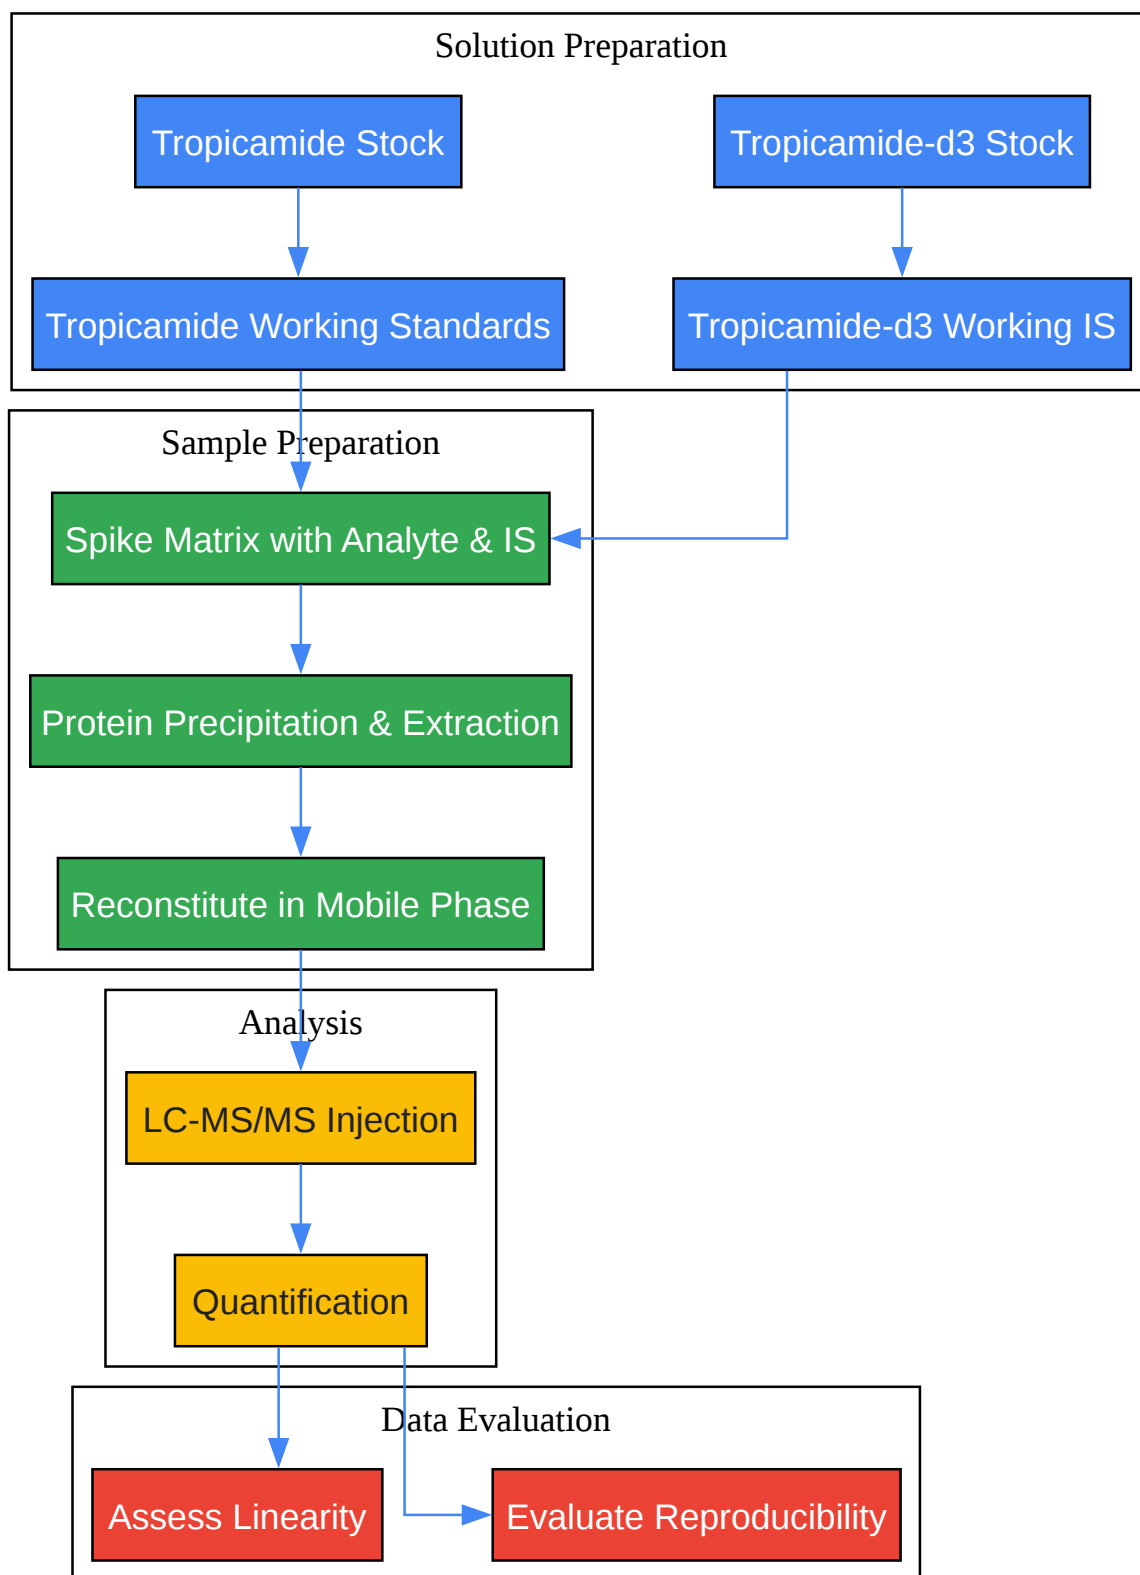 Solution Preparation
Tropicamide Stock
Tropicamide-d3 Stock
Tropicamide Working Standards
Tropicamide-d3 Working IS
Sample Preparation
Spike Matrix with Analyte & IS
Protein Precipitation & Extraction
Reconstitute in Mobile Phase
Analysis
LC-MS/MS Injection
Quantification
Data Evaluation
Assess Linearity
Evaluate Reproducibility